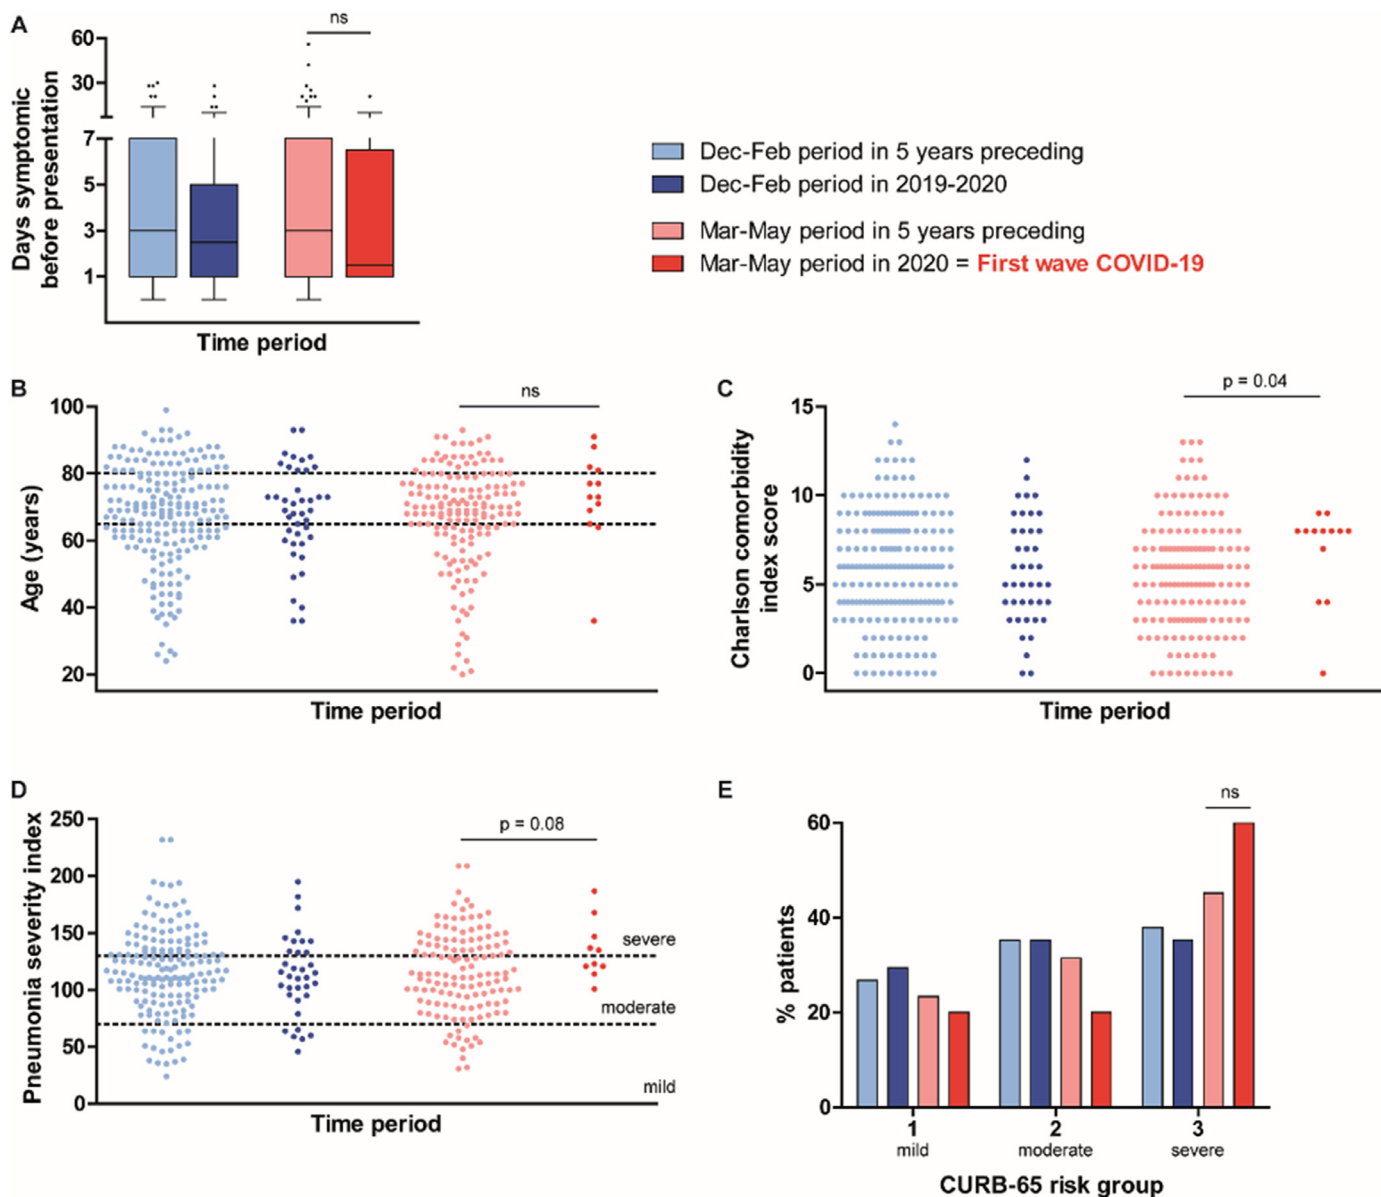 A
ns
60
30
7
5
3
1
Days symptomatic
before presentation
Time period
Dec-Feb period in 5 years preceding
Dec-Feb period in 2019-2020
Mar-May period in 5 years preceding
Mar-May period in 2020 = First wave COVID-19
B
ns
100
80
60
40
20
Age (years)
Time period
C
p = 0.04
15
10
5
0
Charlson comorbidity
index score
Time period
D
p = 0.08
250
200
150
100
50
0
Pneumonia severity index
severe
moderate
mild
Time period
E
ns
60
40
20
0
% patients
1
2
3
mild
moderate
severe
CURB-65 risk group